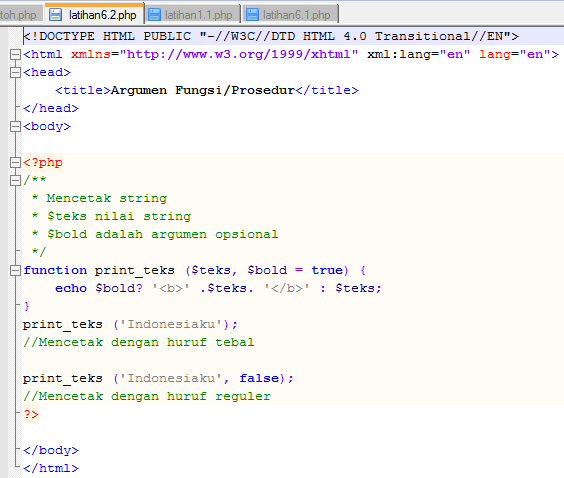 toh.php latihan6.2.php latihan1.1.php latihan6.1.php
<!DOCTYPE HTML PUBLIC "-//W3C//DTD HTML 4.0 Transitional//EN">
<html xmlns="http://www.w3.org/1999/xhtml" xml:lang="en" lang="en">
<head>
    <title>Argumen Fungsi/Prosedur</title>
</head>
<body>

<?php
/**
 * Mencetak string
 * $teks nilai string
 * $bold adalah argumen opsional
 */
function print_teks ($teks, $bold = true) {
    echo $bold? '<b>' .$teks. '</b>' : $teks;
}
print_teks ('Indonesiaku');
//Mencetak dengan huruf tebal

print_teks ('Indonesiaku', false);
//Mencetak dengan huruf reguler
?>

</body>
</html>